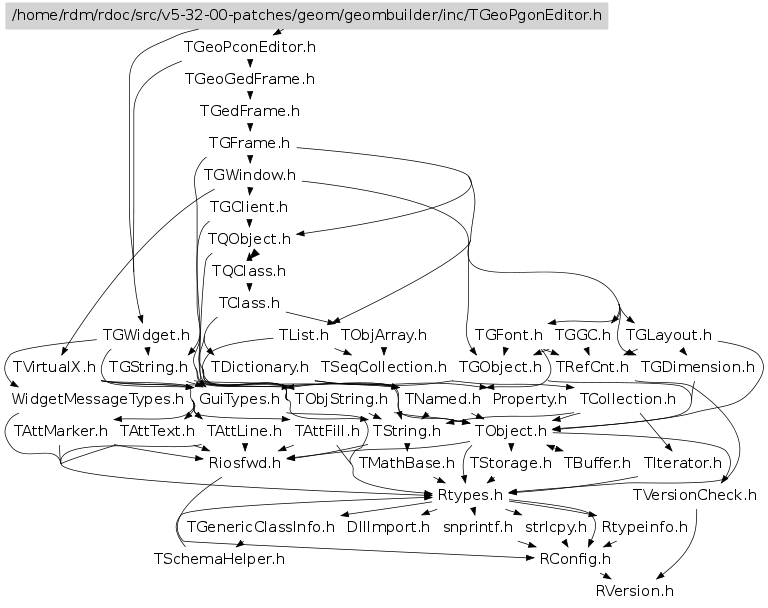 /home/rdm/rdoc/src/v5-32-00-patches/geom/geombuilder/inc/TGeoPgonEditor.h
TGeoPconEditor.h
TGeoGedFrame.h
TGedFrame.h
TGFrame.h
TGWindow.h
TGClient.h
TQObject.h
TQClass.h
TClass.h
TGWidget.h TList.h TObjArray.h TGFont.h TGGC.h TGLayout.h
TVirtualX.h TGString.h TDictionary.h TSeqCollection.h TGObject.h TRefCnt.h TGDimension.h
WidgetMessageTypes.h GuiTypes.h TObjString.h TNamed.h Property.h TCollection.h
TAttMarker.h TAttText.h TAttLine.h TAttFill.h TString.h TObject.h
Riosfwd.h TMathBase.h TStorage.h TBuffer.h TIterator.h
Rtypes.h TVersionCheck.h
TGenericClassInfo.h DllImport.h snprintf.h strlcpy.h Rtypeinfo.h
TSchemaHelper.h RConfig.h
RVersion.h